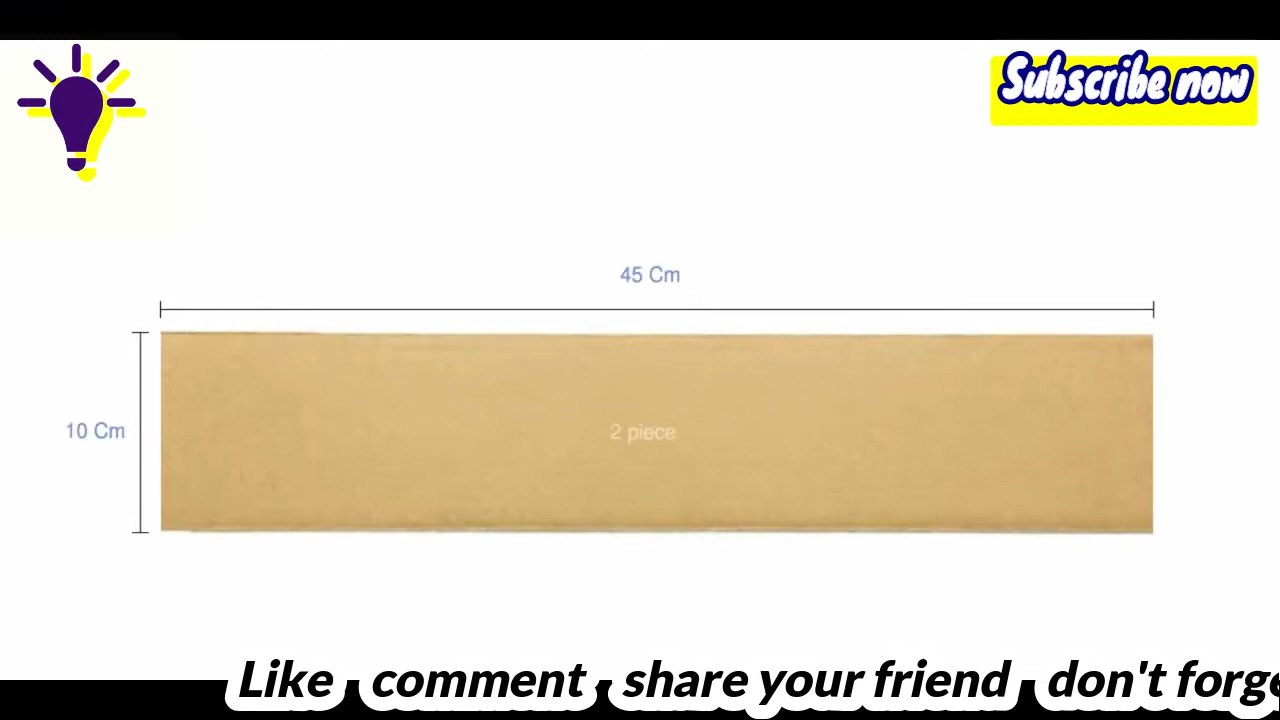 Subscribe now
45 Cm
10 Cm
2 piece
Like , comment , share your friend , don't forge